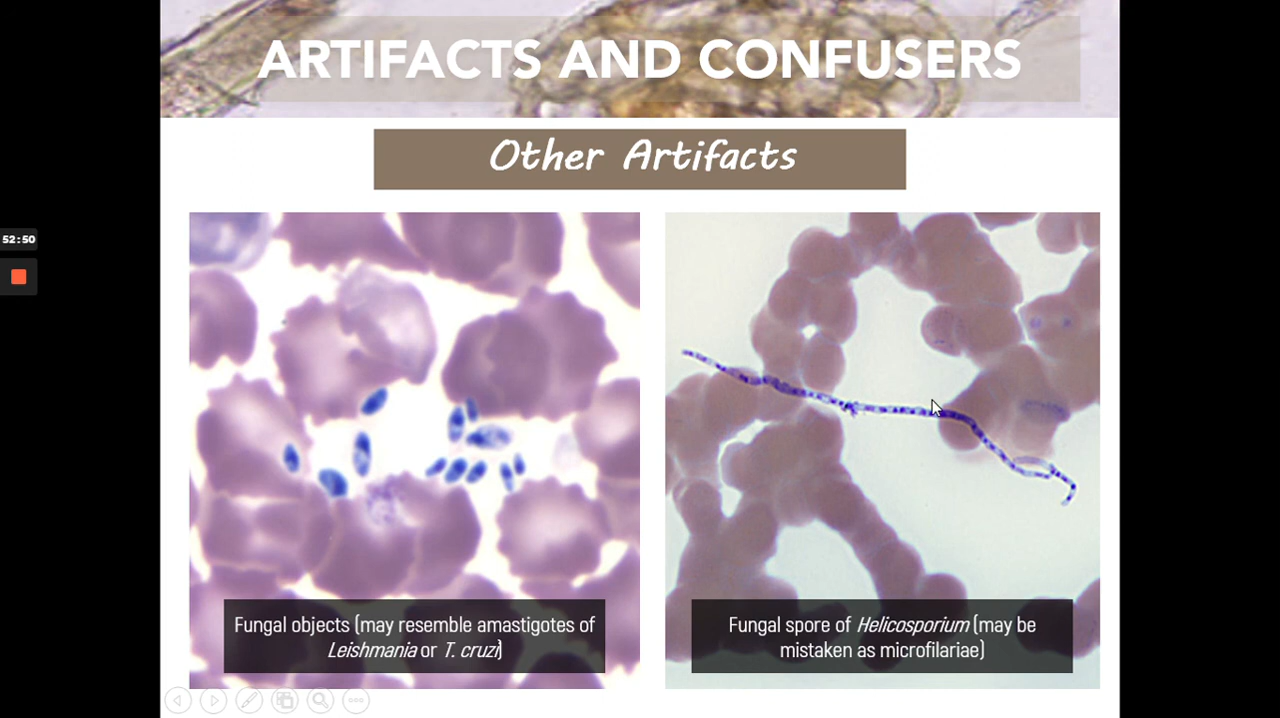 ARTIFACTS AND CONFUSERS
Other Artifacts
52:50
Fungal objects (may resemble amastigotes of
Leishmania or T. cruzi)
Fungal spore of Helicosporium (may be
mistaken as microfilariae)